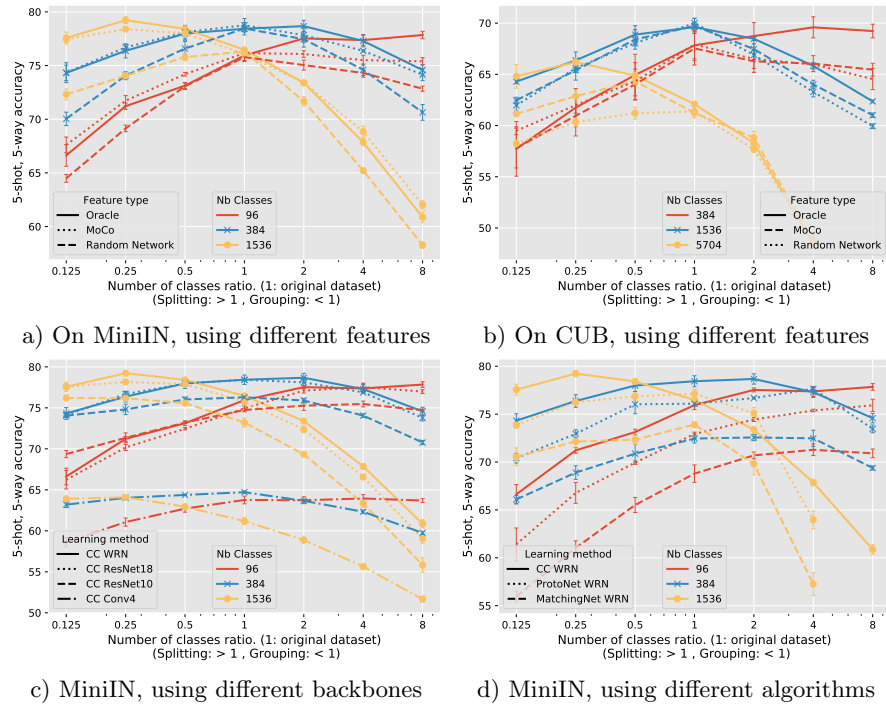 80
75
70
65
60
5-shot, 5-way accuracy
Feature type
Oracle
MoCo
Random Network
Nb Classes
96
384
1536
0.125 0.25 0.5 1 2 4 8
Number of classes ratio. (1: original dataset)
(Splitting: > 1 , Grouping: < 1)
a) On MiniIN, using different features
70
65
60
55
50
5-shot, 5-way accuracy
Nb Classes
384
1536
5704
Feature type
Oracle
MoCo
Random Network
0.125 0.25 0.5 1 2 4 8
Number of classes ratio. (1: original dataset)
(Splitting: > 1 , Grouping: < 1)
b) On CUB, using different features
80
75
70
65
60
55
50
5-shot, 5-way accuracy
Learning method
CC WRN
CC ResNet18
CC ResNet10
CC Conv4
Nb Classes
96
384
1536
0.125 0.25 0.5 1 2 4 8
Number of classes ratio. (1: original dataset)
(Splitting: > 1 , Grouping: < 1)
c) MiniIN, using different backbones
80
75
70
65
60
55
5-shot, 5-way accuracy
Learning method
CC WRN
ProtoNet WRN
MatchingNet WRN
Nb Classes
96
384
1536
0.125 0.25 0.5 1 2 4 8
Number of classes ratio. (1: original dataset)
(Splitting: > 1 , Grouping: < 1)
d) MiniIN, using different algorithms